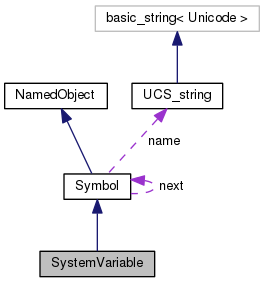 basic_string< Unicode >
NamedObject
UCS_string
name
Symbol
next
SystemVariable